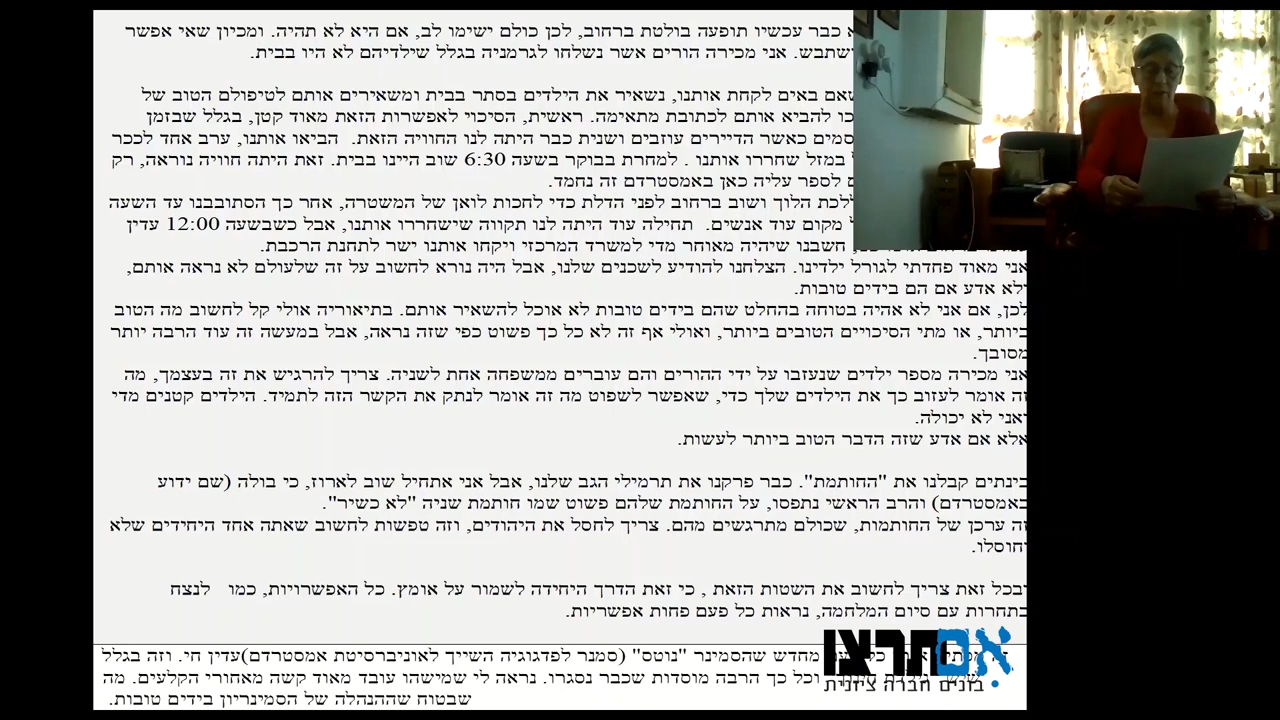 כבר עכשיו תופעה בולטת ברחוב, לכן כולם ישימו לב, אם היא לא תהיה. ומכיון שאי אפשר
ישתבש. אני מכירה הורים אשר נשלחו לגרמניה בגלל שילדיהם לא היו בבית.
שאם באים לקחת אותנו, נשאיר את הילדים בסתר בבית ומשאירים אותם לטיפולם הטוב של
להביא אותם לכתובת מתאימה. ראשית, הסיכוי לאפשרות הזאת מאוד קטן, בגלל שבזמן
כאשר הדיירים עוזבים ושנית כבר היתה לנו החוויה הזאת. הביאו אותנו, ערב אחד לככר
במזל שחררו אותנו . למחרת בבוקר בשעה 6:30 שוב היינו בבית. זאת היתה חוויה נוראה, רק
לספר עליה כאן באמסטרדם זה נחמד.
ללכת הלוך ושוב ברחוב לפני הדלת כדי לחכות לואן של המשטרה, אחר כך הסתובבנו עד השעה
מקום עוד אנשים. תחילה עוד היתה לנו תקווה שישחררו אותנו, אבל כשבשעה 12:00 עדין
חשבנו שיהיה מאוחר מדי למשרד המרכזי ויקחו אותנו ישר לתחנת הרכבת.
אני מאוד פחדתי לגורל ילדינו. הצלחנו להודיע לשכנים שלנו, אבל היה נורא לחשוב על זה שלעולם לא נראה אותם,
ולא אדע אם הם בידים טובות.
לכן, אם אני לא אהיה בטוחה בהחלט שהם בידים טובות לא אוכל להשאיר אותם. בתיאוריה אולי קל לחשוב מה הטוב
ביותר, או מתי הסיכויים הטובים ביותר, ואולי אף זה לא כל כך פשוט כפי שזה נראה, אבל במעשה זה עוד הרבה יותר
מסובך.
אני מכירה מספר ילדים שנעזבו על ידי ההורים והם עוברים ממשפחה אחת לשניה. צריך להרגיש את זה בעצמך, מה
זה אומר לעזוב כך את הילדים שלך כדי, שאפשר לשפוט מה זה אומר לנתק את הקשר הזה לתמיד. הילדים קטנים מדי
ואני לא יכולה.
אלא אם אדע שזה הדבר הטוב ביותר לעשות.
בינתים קבלנו את "החותמת". כבר פרקנו את תרמילי הגב שלנו, אבל אני אתחיל שוב לארוז, כי בולה (שם ידוע
באמסטרדם) והרב הראשי נתפסו, על החותמת שלהם פשוט שמו חותמת שניה "לא כשיר".
זה ערכן של החותמות, שכולם מתרגשים מהם. צריך לחסל את היהודים, וזה טפשות לחשוב שאתה אחד היחידים שלא
יחוסלו.
ובכל זאת צריך לחשוב את השטות הזאת , כי זאת הדרך היחידה לשמור על אומץ. כל האפשרויות, כמו לנצח
בתחרות עם סיום המלחמה, נראות כל פעם פחות אפשריות.
מחדש שהסמינר "נוטס" (סמנר לפדגוגיה השייך לאוניברסיטת אמסטרדם)עדין חי. וזה בגלל
וכל כך הרבה מוסדות שכבר נסגרו. נראה לי שמישהו עובד מאוד קשה מאחורי הקלעים. מה
שבטוח שההנהלה של הסמינריון בידים טובות.
אם תרצו
בונים חברה ציונית